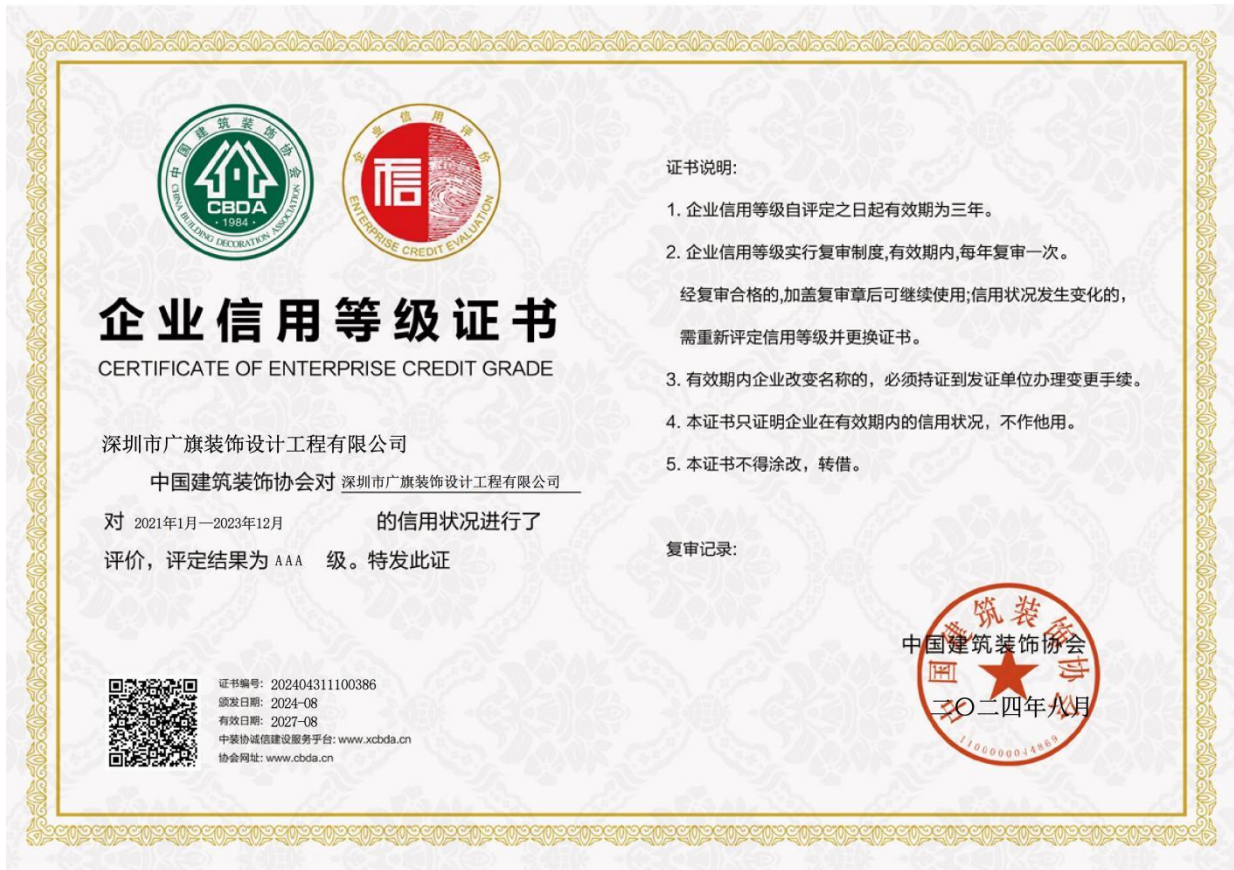 中国建筑装饰协会
CBDA
·1984·
CHINA BUILDING DECORATION ASSOCIATION
企业信用评价
信
ENTERPRISE CREDIT EVALUATION
企业信用等级证书
CERTIFICATE OF ENTERPRISE CREDIT GRADE
深圳市广旗装饰设计工程有限公司
中国建筑装饰协会对 深圳市广旗装饰设计工程有限公司
对 2021年1月—2023年12月 的信用状况进行了
评价，评定结果为 AAA 级。特发此证
证书编号: 202404311100386
颁发日期: 2024-08
有效日期: 2027-08
中装协诚信建设服务平台: www.xcbda.cn
协会网址: www.cbda.cn
证书说明:
1. 企业信用等级自评定之日起有效期为三年。
2. 企业信用等级实行复审制度,有效期内,每年复审一次。
经复审合格的,加盖复审章后可继续使用;信用状况发生变化的,
需重新评定信用等级并更换证书。
3. 有效期内企业改变名称的，必须持证到发证单位办理变更手续。
4. 本证书只证明企业在有效期内的信用状况，不作他用。
5. 本证书不得涂改，转借。
复审记录:
中国建筑装饰协会
二〇二四年八月
中国建筑装饰协会
1100000014869